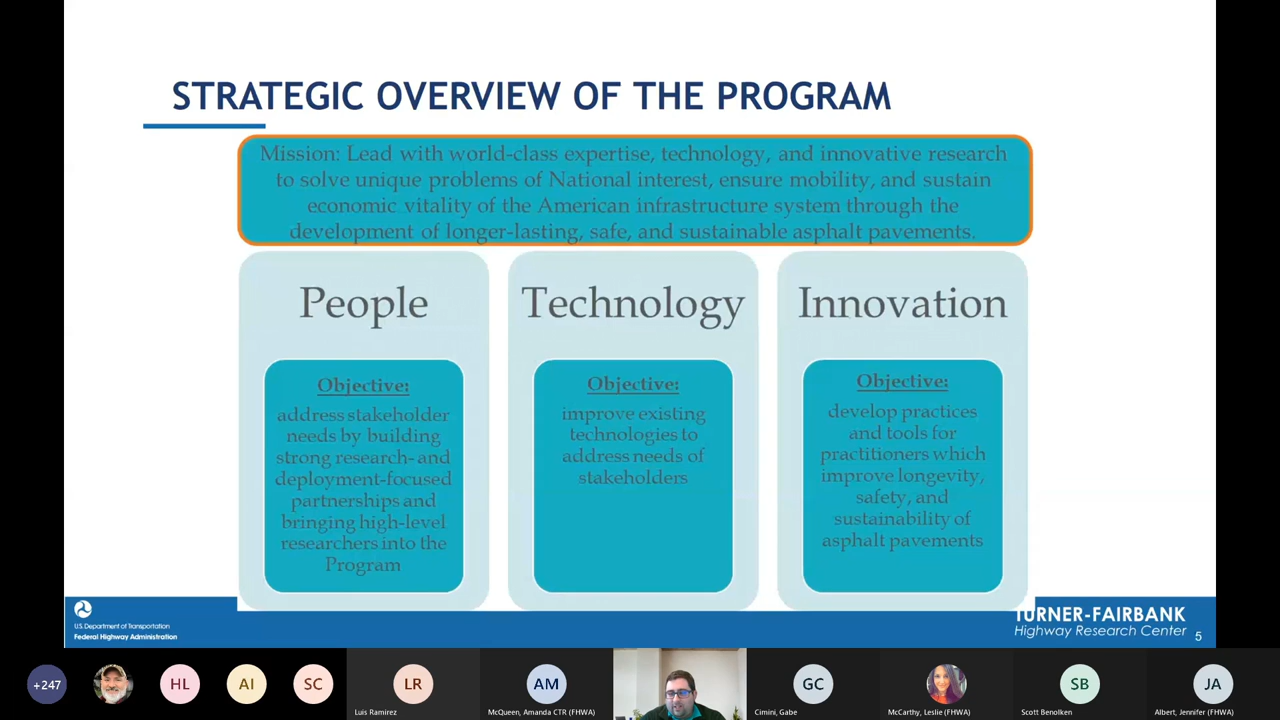 STRATEGIC OVERVIEW OF THE PROGRAM
Mission: Lead with world-class expertise, technology, and innovative research
to solve unique problems of National interest, ensure mobility, and sustain
economic vitality of the American infrastructure system through the
development of longer-lasting, safe, and sustainable asphalt pavements.
People
Objective:
address stakeholder
needs by building
strong research- and
deployment-focused
partnerships and
bringing high-level
researchers into the
Program
Technology
Objective:
improve existing
technologies to
address needs of
stakeholders
Innovation
Objective:
develop practices
and tools for
practitioners which
improve longevity,
safety, and
sustainability of
asphalt pavements
U.S. Department of Transportation
Federal Highway Administration
TURNER-FAIRBANK
Highway Research Center
5
+247
HL
AI
SC
LR
Luis Ramirez
AM
McQueen, Amanda CTR (FHWA)
GC
Cimini, Gabe
McCarthy, Leslie (FHWA)
SB
Scott Benolken
JA
Albert, Jennifer (FHWA)